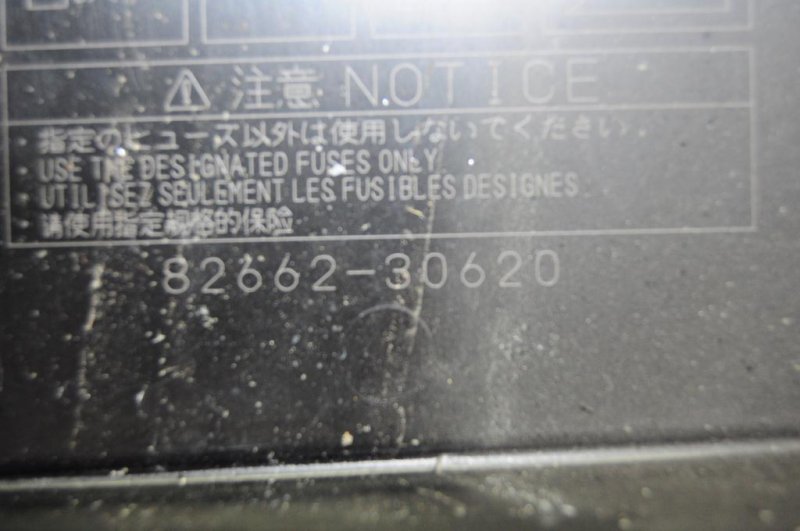 ⚠ 注意 NOTICE
・指定のヒューズ以外は使用しないでください。
・USE THE DESIGNATED FUSES ONLY
・UTILISEZ SEULEMENT LES FUSIBLES DESIGNES
・请使用指定规格的保险
82662-30620